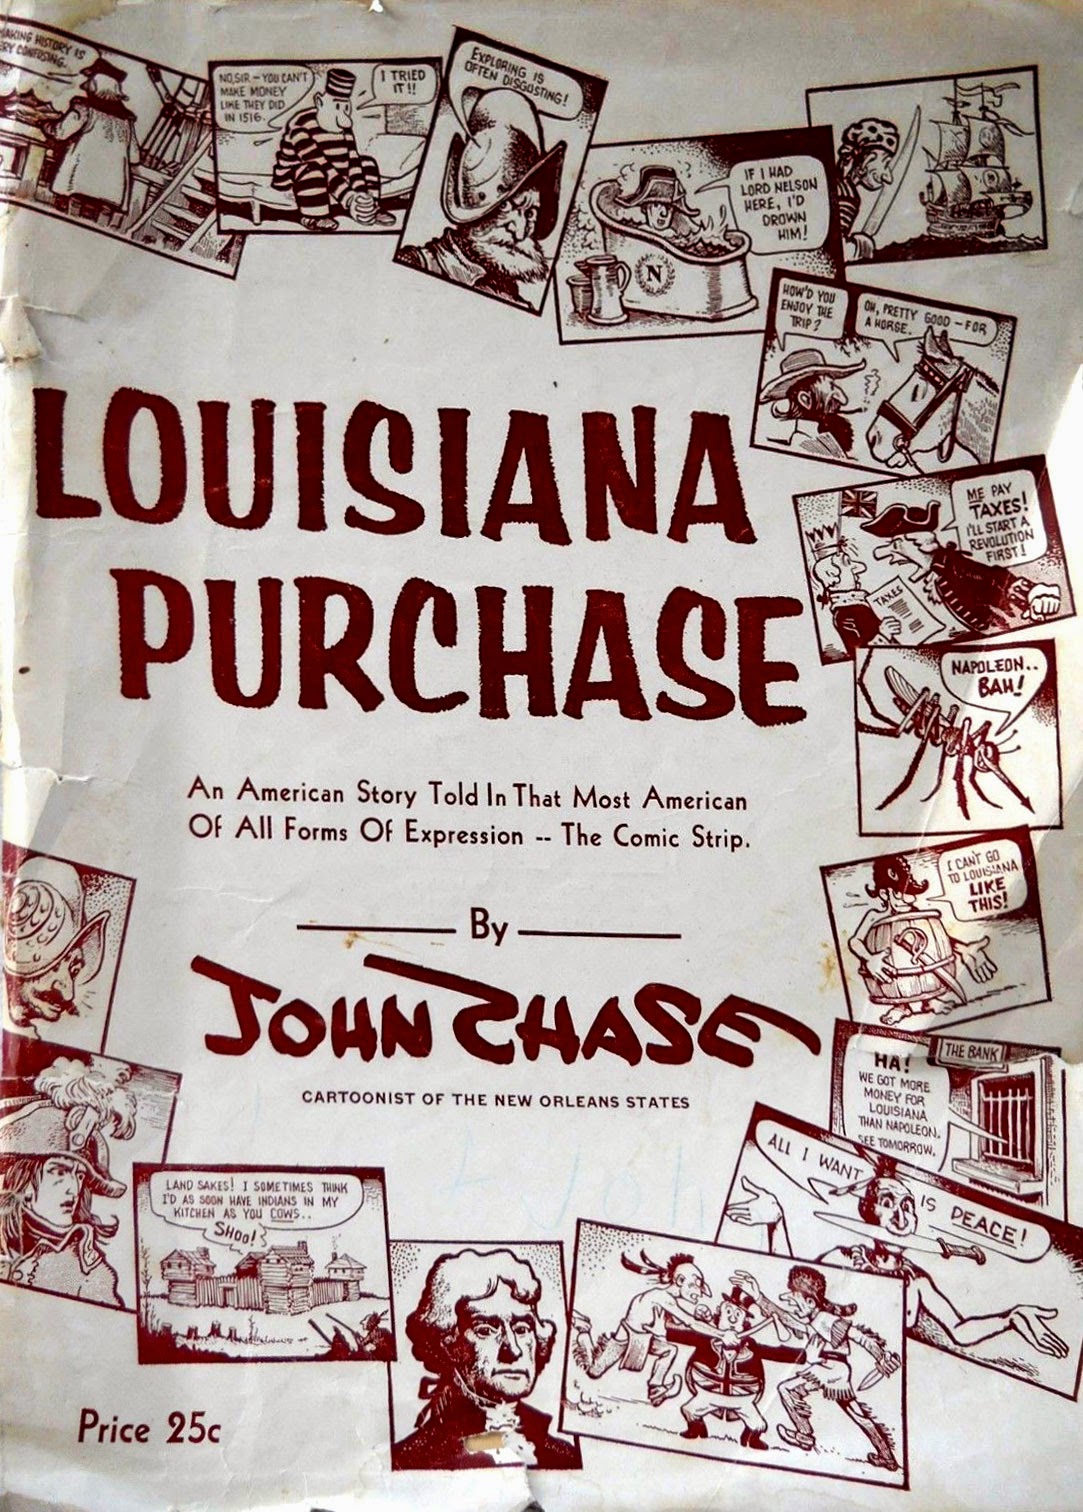 MAKING HISTORY IS
VERY CONFUSING.
NO, SIR – YOU CAN'T
MAKE MONEY
LIKE THEY DID
IN 1516.
I TRIED
IT!!
EXPLORING IS
OFTEN DISGUSTING!
IF I HAD
LORD NELSON
HERE, I'D
DROWN
HIM!
N
HOW'D YOU
ENJOY THE
TRIP?
OH, PRETTY GOOD – FOR
A HORSE.
LOUISIANA
PURCHASE
ME PAY
TAXES!
I'LL START A
REVOLUTION
FIRST!
TAXES
NAPOLEON..
BAH!
An American Story Told In That Most American
Of All Forms Of Expression -- The Comic Strip.
I CAN'T GO
TO LOUISIANA
LIKE
THIS!
By
JOHN CHASE
CARTOONIST OF THE NEW ORLEANS STATES
THE BANK
HA!
WE GOT MORE
MONEY FOR
LOUISIANA
THAN NAPOLEON.
SEE TOMORROW.
ALL I WANT IS PEACE!
LAND SAKES! I SOMETIMES THINK
I'D AS SOON HAVE INDIANS IN MY
KITCHEN AS YOU COWS..
SHOO!
Price 25c